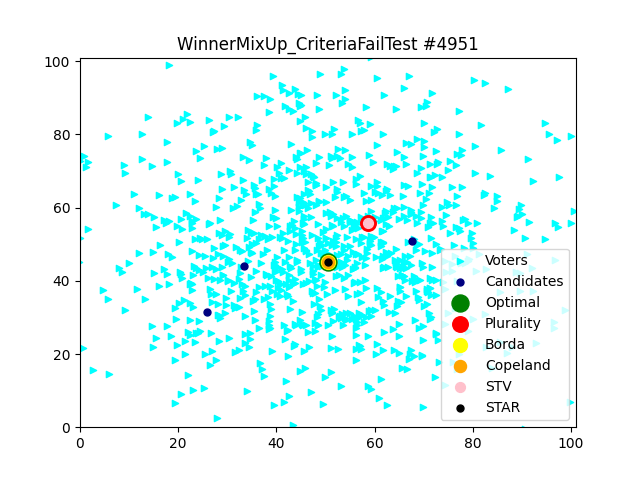 WinnerMixUp_CriteriaFailTest #4951
100
80
60
40
20
0
0 20 40 60 80 100
Voters
Candidates
Optimal
Plurality
Borda
Copeland
STV
STAR